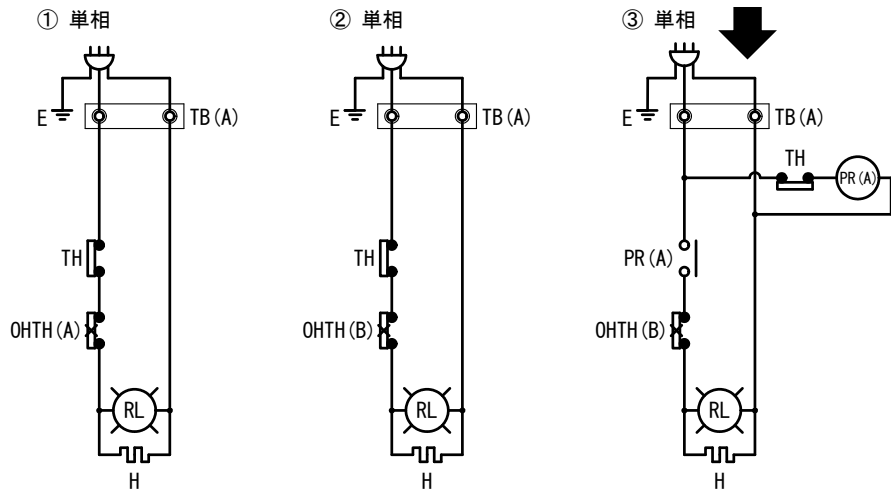 ① 単相
E
TB(A)
TH
OHTH(A)
RL
H
② 単相
E
TB(A)
TH
OHTH(B)
RL
H
③ 単相
E
TB(A)
TH
PR(A)
PR(A)
OHTH(B)
RL
H